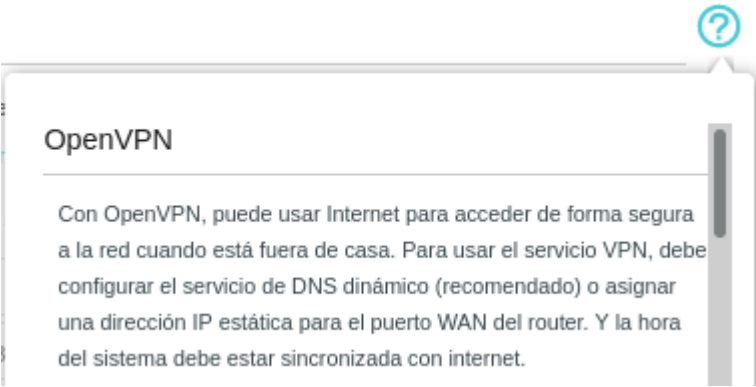 OpenVPN
Con OpenVPN, puede usar Internet para acceder de forma segura
a la red cuando está fuera de casa. Para usar el servicio VPN, debe
configurar el servicio de DNS dinámico (recomendado) o asignar
una dirección IP estática para el puerto WAN del router. Y la hora
del sistema debe estar sincronizada con internet.